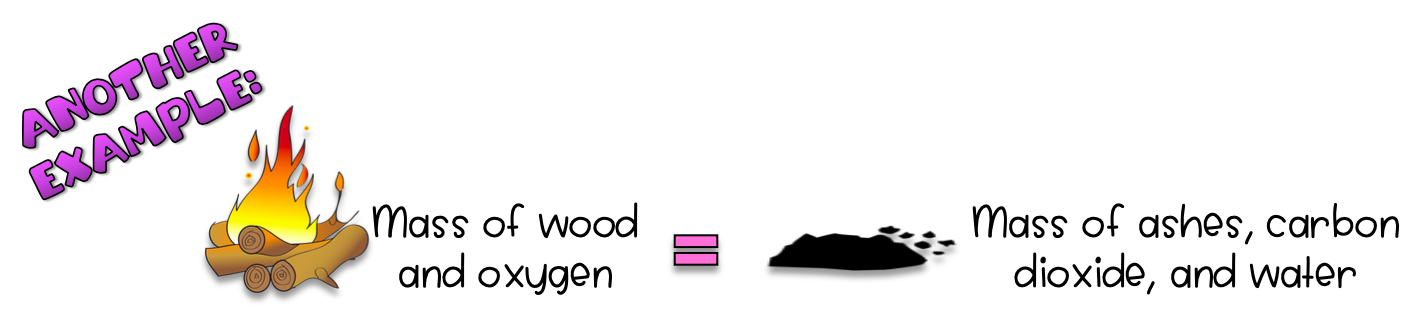 ANOTHER
EXAMPLE:
Mass of wood
and oxygen
=
Mass of ashes, carbon
dioxide, and water